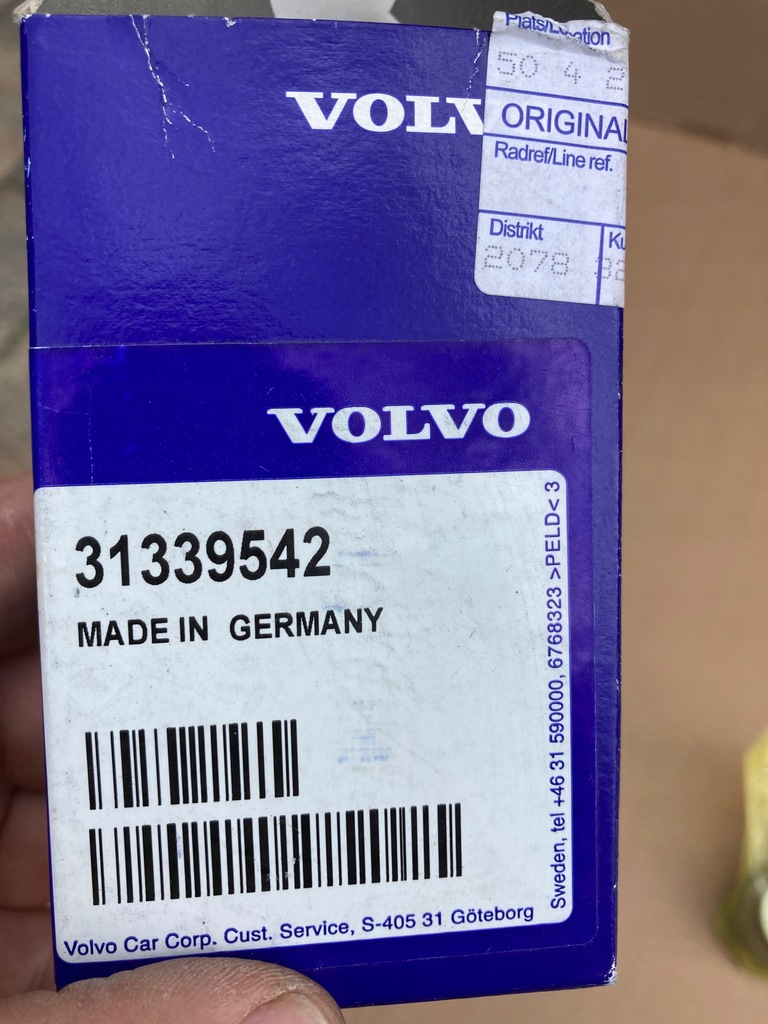 Plats/Location
50 4 2
VOLV
ORIGINAL
Radref/Line ref.
Distrikt
Ku
2078
VOLVO
31339542
MADE IN GERMANY
Volvo Car Corp. Cust. Service, S-405 31 Göteborg
Sweden, tel +46 31 590000, 6768323 >PELD< 3